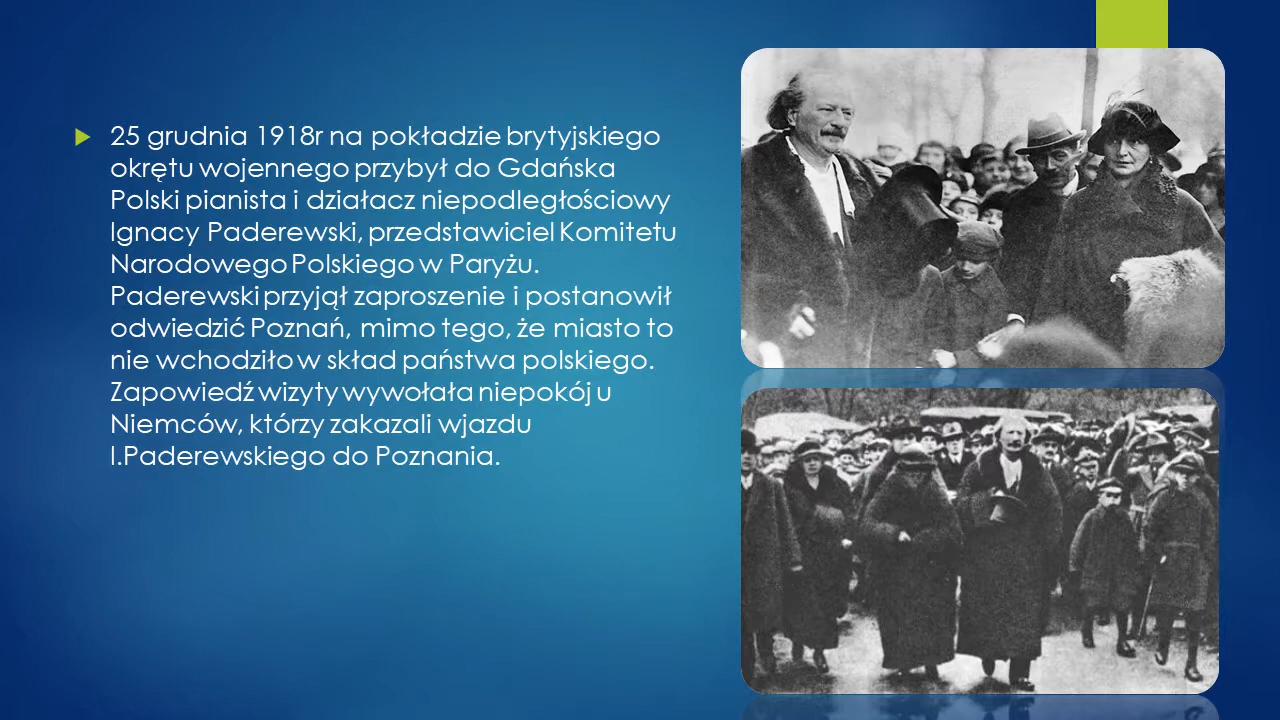 25 grudnia 1918r na pokładzie brytyjskiego
okrętu wojennego przybył do Gdańska
Polski pianista i działacz niepodległościowy
Ignacy Paderewski, przedstawiciel Komitetu
Narodowego Polskiego w Paryżu.
Paderewski przyjął zaproszenie i postanowił
odwiedzić Poznań, mimo tego, że miasto to
nie wchodziło w skład państwa polskiego.
Zapowiedź wizyty wywołała niepokój u
Niemców, którzy zakazali wjazdu
I.Paderewskiego do Poznania.